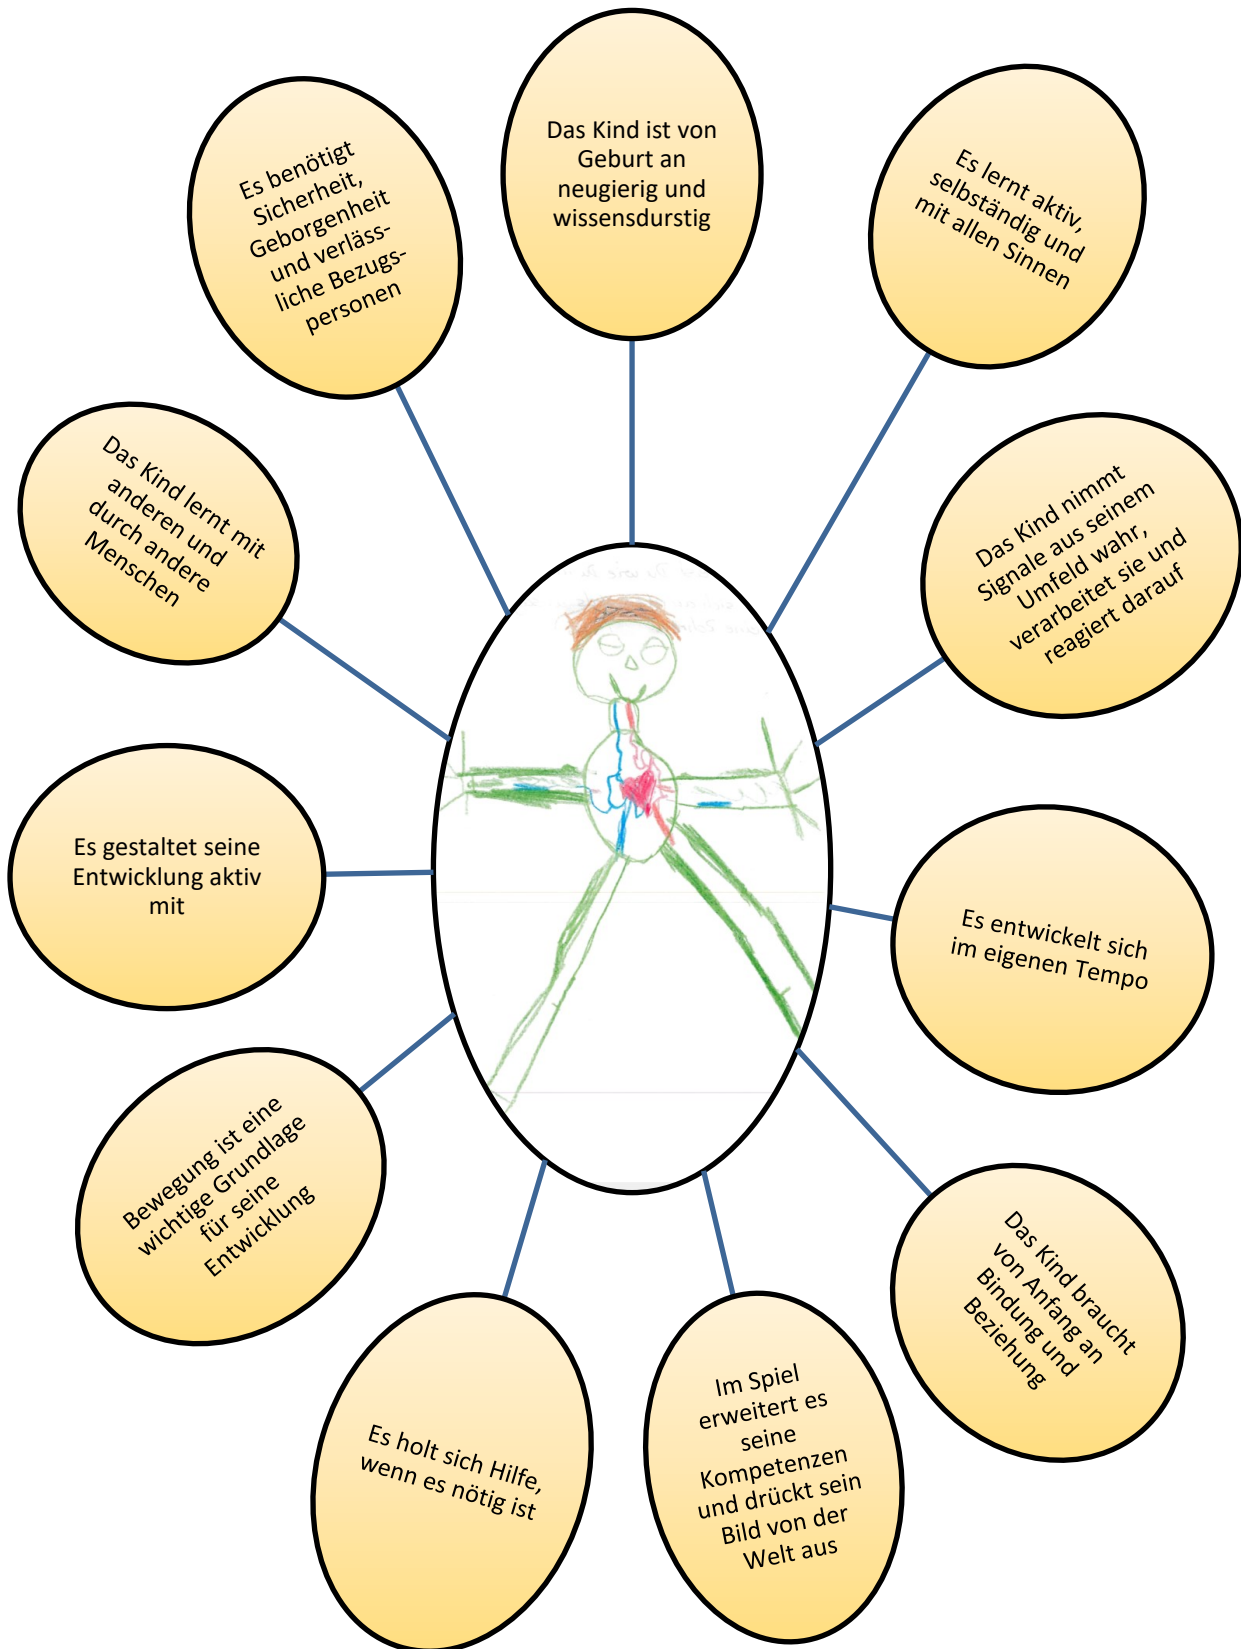 Das Kind ist von
Geburt an
neugierig und
wissensdurstig
Es lernt aktiv,
selbständig und
mit allen Sinnen
Das Kind nimmt
Signale aus seinem
Umfeld wahr,
verarbeitet sie und
reagiert darauf
Es entwickelt sich
im eigenen Tempo
Das Kind braucht
von Anfang an
Bindung und
Beziehung
Im Spiel
erweitert es
seine
Kompetenzen
und drückt sein
Bild von der
Welt aus
Es holt sich Hilfe,
wenn es nötig ist
Bewegung ist eine
wichtige Grundlage
für seine
Entwicklung
Es gestaltet seine
Entwicklung aktiv
mit
Das Kind lernt mit
anderen und
durch andere
Menschen
Es benötigt
Sicherheit,
Geborgenheit
und verläss-
liche Bezugs-
personen